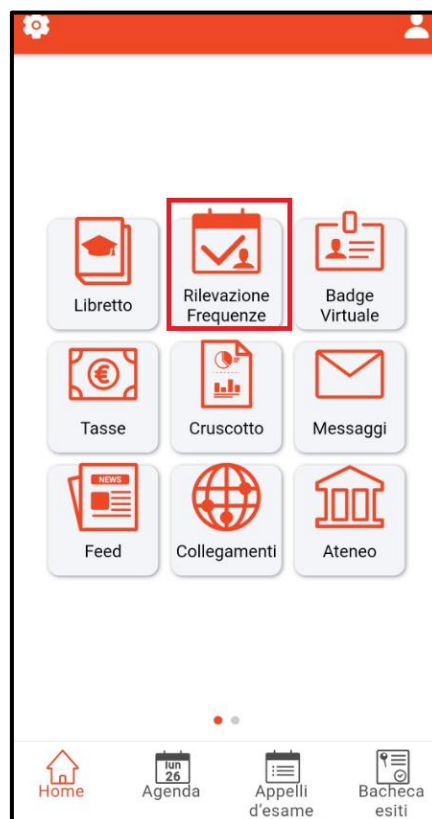 Libretto
Rilevazione
Frequenze
Badge
Virtuale
€
Tasse
Cruscotto
Messaggi
NEWS
Feed
Collegamenti
Ateneo
Home
lun
26
Agenda
Appelli
d'esame
Bacheca
esiti